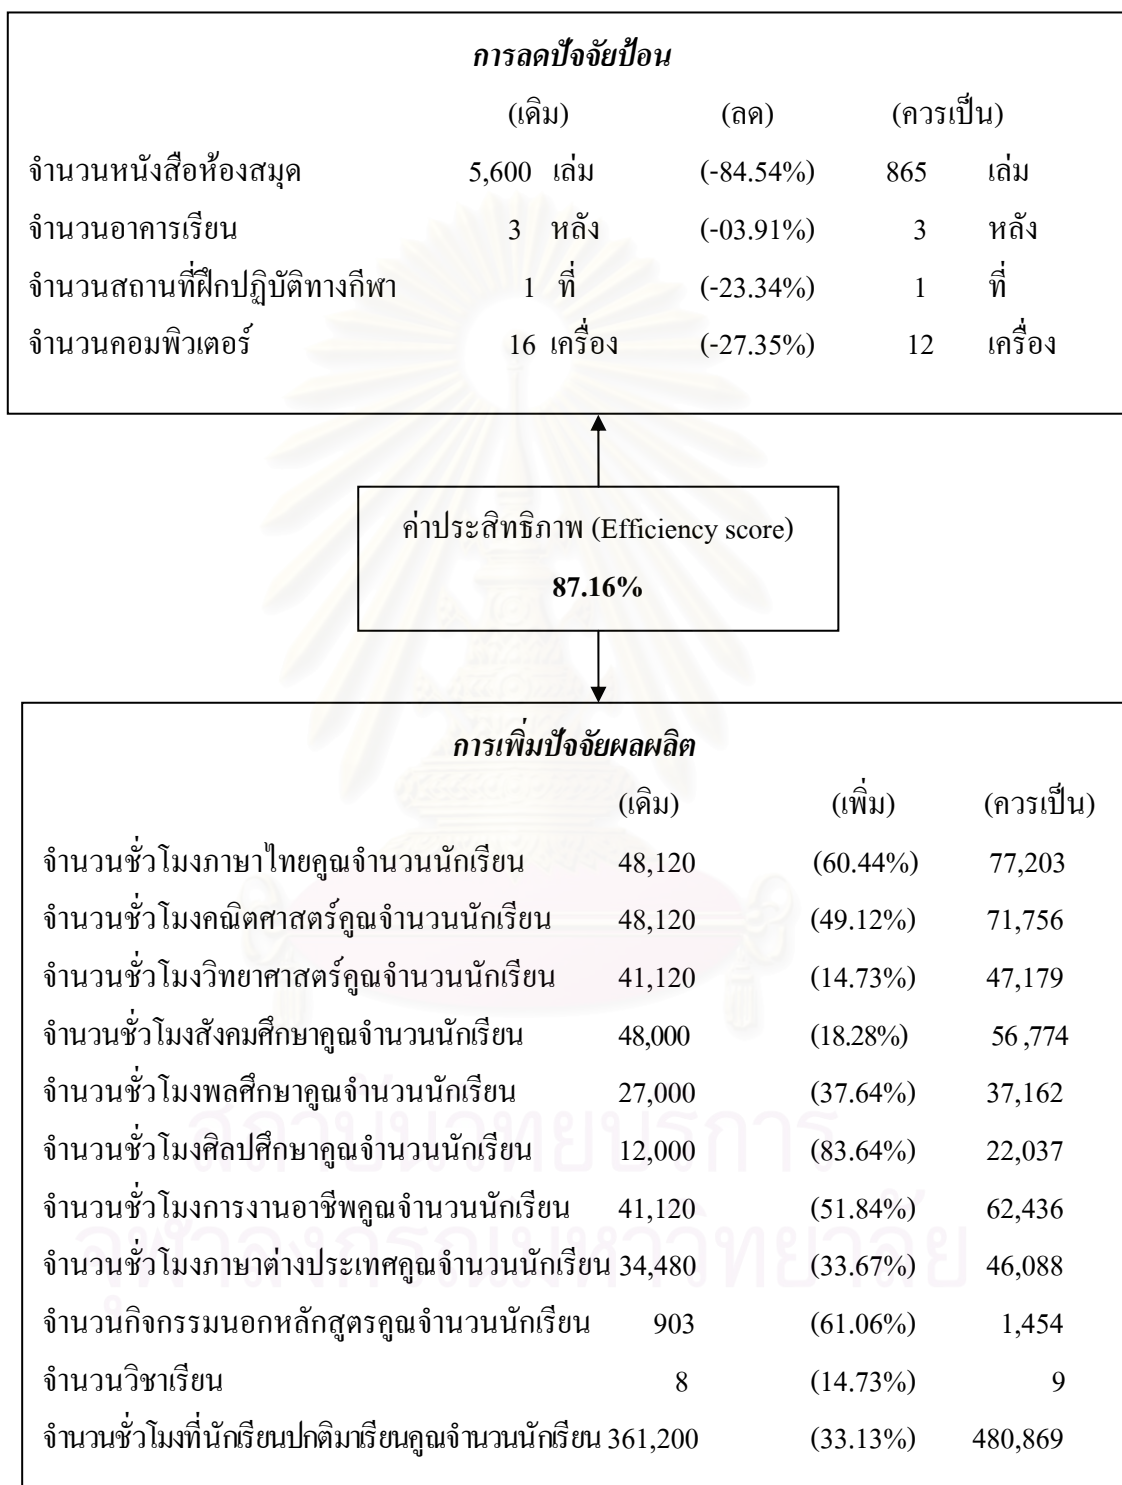 การลดปัจจัยป้อน
(เดิม) (ลด) (ควรเป็น)
จำนวนหนังสือห้องสมุด 5,600 เล่ม (-84.54%) 865 เล่ม
จำนวนอาคารเรียน 3 หลัง (-03.91%) 3 หลัง
จำนวนสถานที่ฝึกปฏิบัติทางกีฬา 1 ที่ (-23.34%) 1 ที่
จำนวนคอมพิวเตอร์ 16 เครื่อง (-27.35%) 12 เครื่อง
ค่าประสิทธิภาพ (Efficiency score)
87.16%
การเพิ่มปัจจัยผลผลิต
(เดิม) (เพิ่ม) (ควรเป็น)
จำนวนชั่วโมงภาษาไทยคูณจำนวนนักเรียน 48,120 (60.44%) 77,203
จำนวนชั่วโมงคณิตศาสตร์คูณจำนวนนักเรียน 48,120 (49.12%) 71,756
จำนวนชั่วโมงวิทยาศาสตร์คูณจำนวนนักเรียน 41,120 (14.73%) 47,179
จำนวนชั่วโมงสังคมศึกษาคูณจำนวนนักเรียน 48,000 (18.28%) 56 ,774
จำนวนชั่วโมงพลศึกษาคูณจำนวนนักเรียน 27,000 (37.64%) 37,162
จำนวนชั่วโมงศิลปศึกษาคูณจำนวนนักเรียน 12,000 (83.64%) 22,037
จำนวนชั่วโมงการงานอาชีพคูณจำนวนนักเรียน 41,120 (51.84%) 62,436
จำนวนชั่วโมงภาษาต่างประเทศคูณจำนวนนักเรียน 34,480 (33.67%) 46,088
จำนวนกิจกรรมนอกหลักสูตรคูณจำนวนนักเรียน 903 (61.06%) 1,454
จำนวนวิชาเรียน 8 (14.73%) 9
จำนวนชั่วโมงที่นักเรียนปกติมาเรียนคูณจำนวนนักเรียน 361,200 (33.13%) 480,869
สถาบันวิทยบริการ
จุฬาลงกรณ์มหาวิทยาลัย